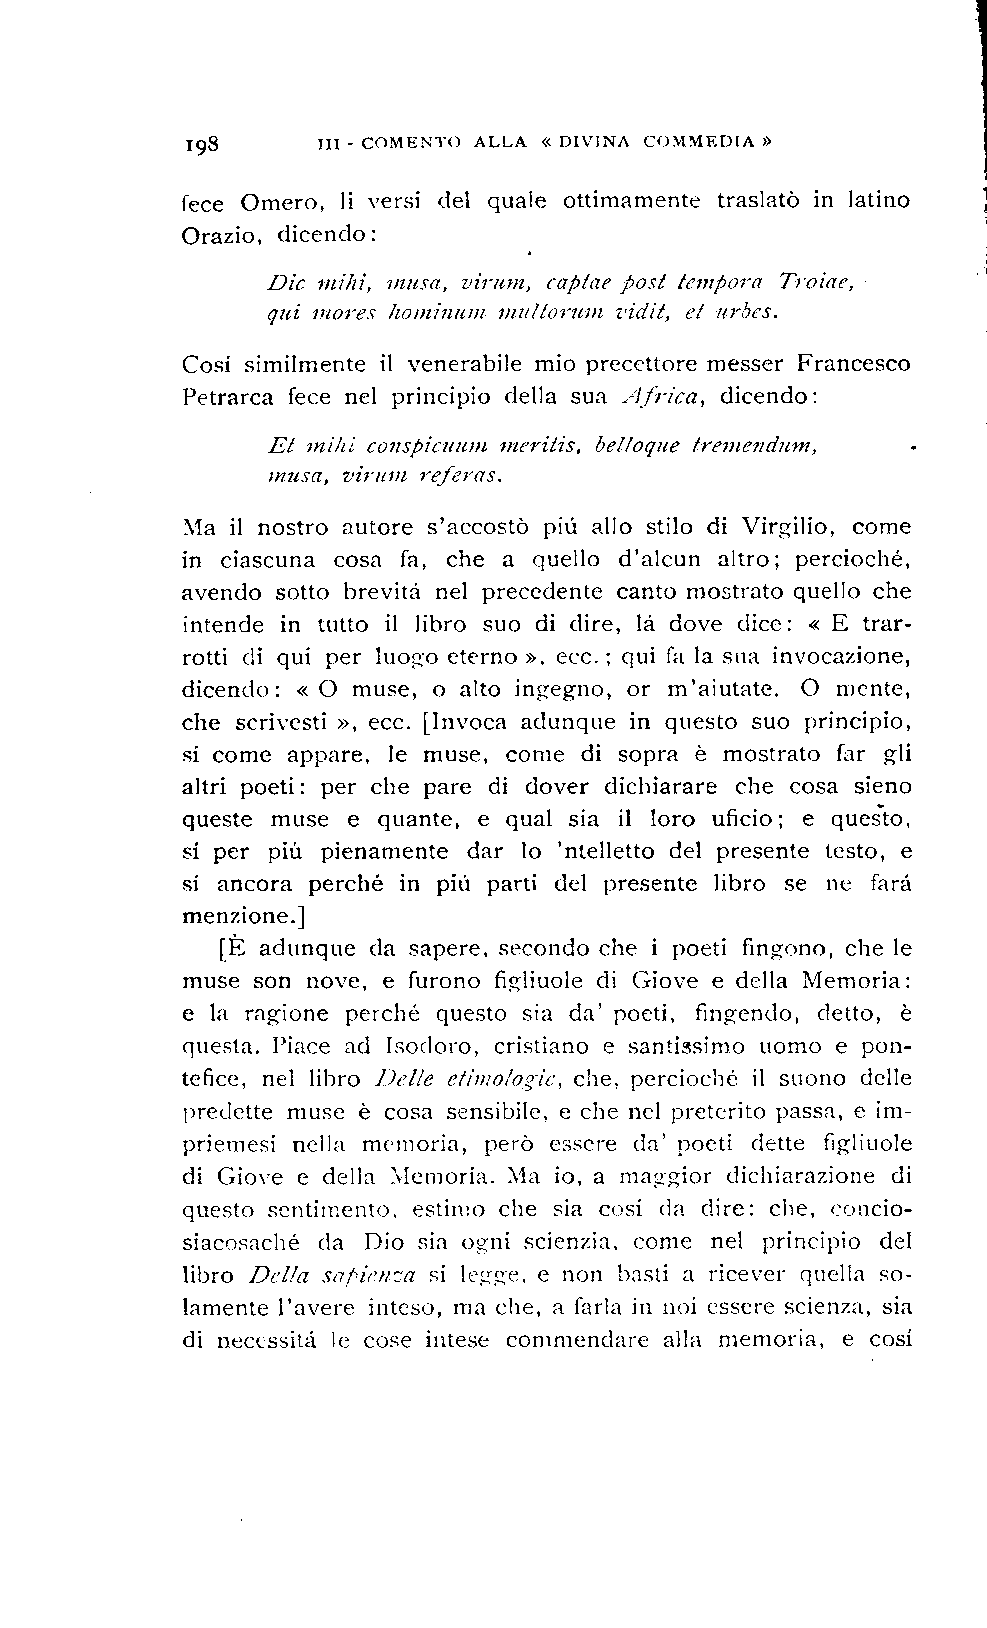 198 III - COMENTO ALLA « DIVINA COMMEDIA »
fece Omero, li versi del quale ottimamente traslatò in latino
Orazio, dicendo:
Dic mihi, musa, virum, captae post tempora Troiae,
qui mores hominum multorum vidit, et urbes.
Cosí similmente il venerabile mio precettore messer Francesco
Petrarca fece nel principio della sua Africa, dicendo:
Et mihi conspicuum meritis, belloque tremendum,
musa, virum referas.
Ma il nostro autore s'accostò piú allo stilo di Virgilio, come
in ciascuna cosa fa, che a quello d'alcun altro; percioché,
avendo sotto brevitá nel precedente canto mostrato quello che
intende in tutto il libro suo di dire, lá dove dice: « E trar-
rotti di qui per luogo eterno », ecc.; qui fa la sua invocazione,
dicendo: « O muse, o alto ingegno, or m'aiutate. O mente,
che scrivesti », ecc. [Invoca adunque in questo suo principio,
sí come appare, le muse, come di sopra è mostrato far gli
altri poeti: per che pare di dover dichiarare che cosa sieno
queste muse e quante, e qual sia il loro uficio; e questo,
sí per piú pienamente dar lo 'ntelletto del presente testo, e
sí ancora perché in piú parti del presente libro se ne fará
menzione.]
[È adunque da sapere, secondo che i poeti fingono, che le
muse son nove, e furono figliuole di Giove e della Memoria:
e la ragione perché questo sia da' poeti, fingendo, detto, è
questa. Piace ad Isodoro, cristiano e santissimo uomo e pon-
tefice, nel libro Delle etimologie, che, percioché il suono delle
predette muse è cosa sensibile, e che nel preterito passa, e im-
priemesi nella memoria, però essere da' poeti dette figliuole
di Giove e della Memoria. Ma io, a maggior dichiarazione di
questo sentimento, estimo che sia cosí da dire: che, concio-
siacosaché da Dio sia ogni scienzia, come nel principio del
libro Della sapienza si legge, e non basti a ricever quella so-
lamente l'avere inteso, ma che, a farla in noi essere scienza, sia
di necessitá le cose intese commendare alla memoria, e cosí